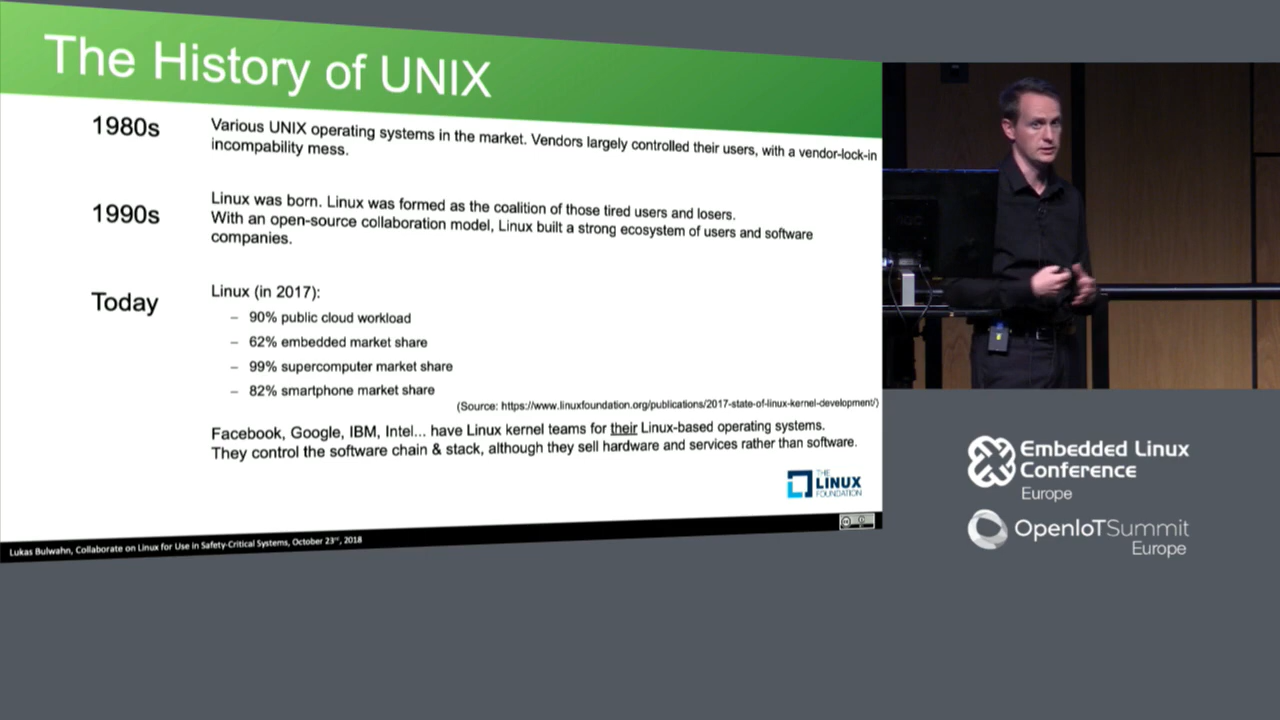 The History of UNIX
1980s
Various UNIX operating systems in the market. Vendors largely controlled their users, with a vendor-lock-in
incompability mess.
1990s
Linux was born. Linux was formed as the coalition of those tired users and losers.
With an open-source collaboration model, Linux built a strong ecosystem of users and software
companies.
Today
Linux (in 2017):
– 90% public cloud workload
– 62% embedded market share
– 99% supercomputer market share
– 82% smartphone market share
(Source: https://www.linuxfoundation.org/publications/2017-state-of-linux-kernel-development/)
Facebook, Google, IBM, Intel... have Linux kernel teams for their Linux-based operating systems.
They control the software chain & stack, although they sell hardware and services rather than software.
THE
LINUX
FOUNDATION
Lukas Bulwahn, Collaborate on Linux for Use in Safety-Critical Systems, October 23rd, 2018
Embedded Linux
Conference
Europe
OpenIoTSummit
Europe